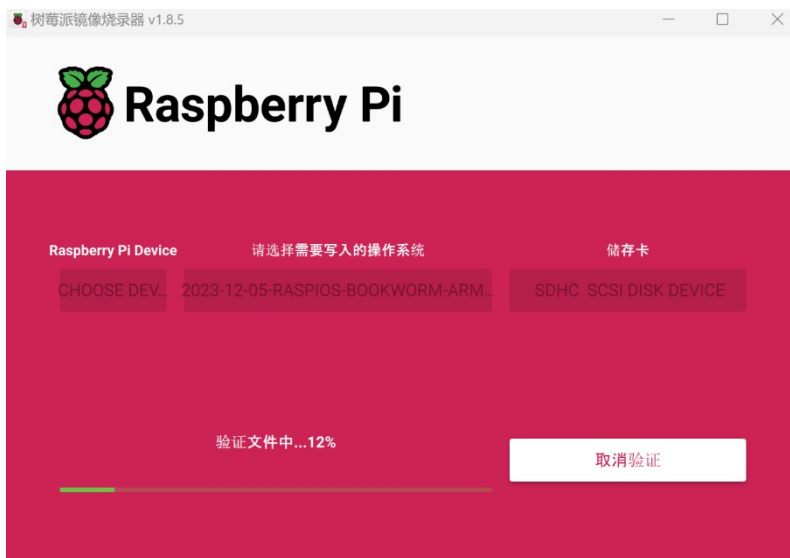 树莓派镜像烧录器 v1.8.5
Raspberry Pi
Raspberry Pi Device
请选择需要写入的操作系统
储存卡
CHOOSE DEV...
2023-12-05-RASPIOS-BOOKWORM-ARM...
SDHC SCSI DISK DEVICE
验证文件中...12%
取消验证